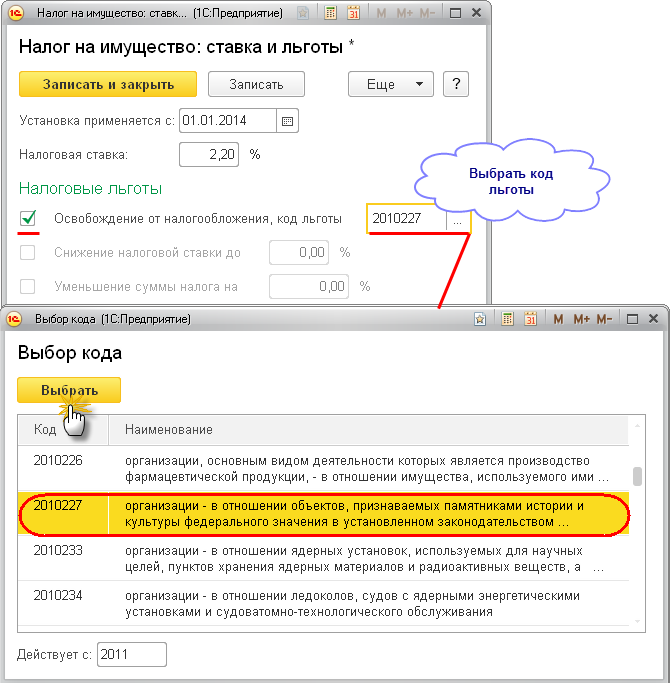 Налог на имущество: ставк... (1С:Предприятие)
M M+ M−
Налог на имущество: ставка и льготы *
Записать и закрыть Записать Еще ?
Установка применяется с: 01.01.2014
Налоговая ставка: 2,20 %
Налоговые льготы
Освобождение от налогообложения, код льготы 2010227 ...
Выбрать код
льготы
Снижение налоговой ставки до 0,00 %
Уменьшение суммы налога на 0,00 %
Выбор кода (1С:Предприятие) 31 M M+ M−
Выбор кода
Выбрать
Код Наименование
2010226 организации, основным видом деятельности которых является производство
фармацевтической продукции, - в отношении имущества, используемого ими ...
2010227 организации - в отношении объектов, признаваемых памятниками истории и
культуры федерального значения в установленном законодательством ...
2010233 организации - в отношении ядерных установок, используемых для научных
целей, пунктов хранения ядерных материалов и радиоактивных веществ, а ...
2010234 организации - в отношении ледоколов, судов с ядерными энергетическими
установками и судоватомно-технологического обслуживания
Действует с: 2011